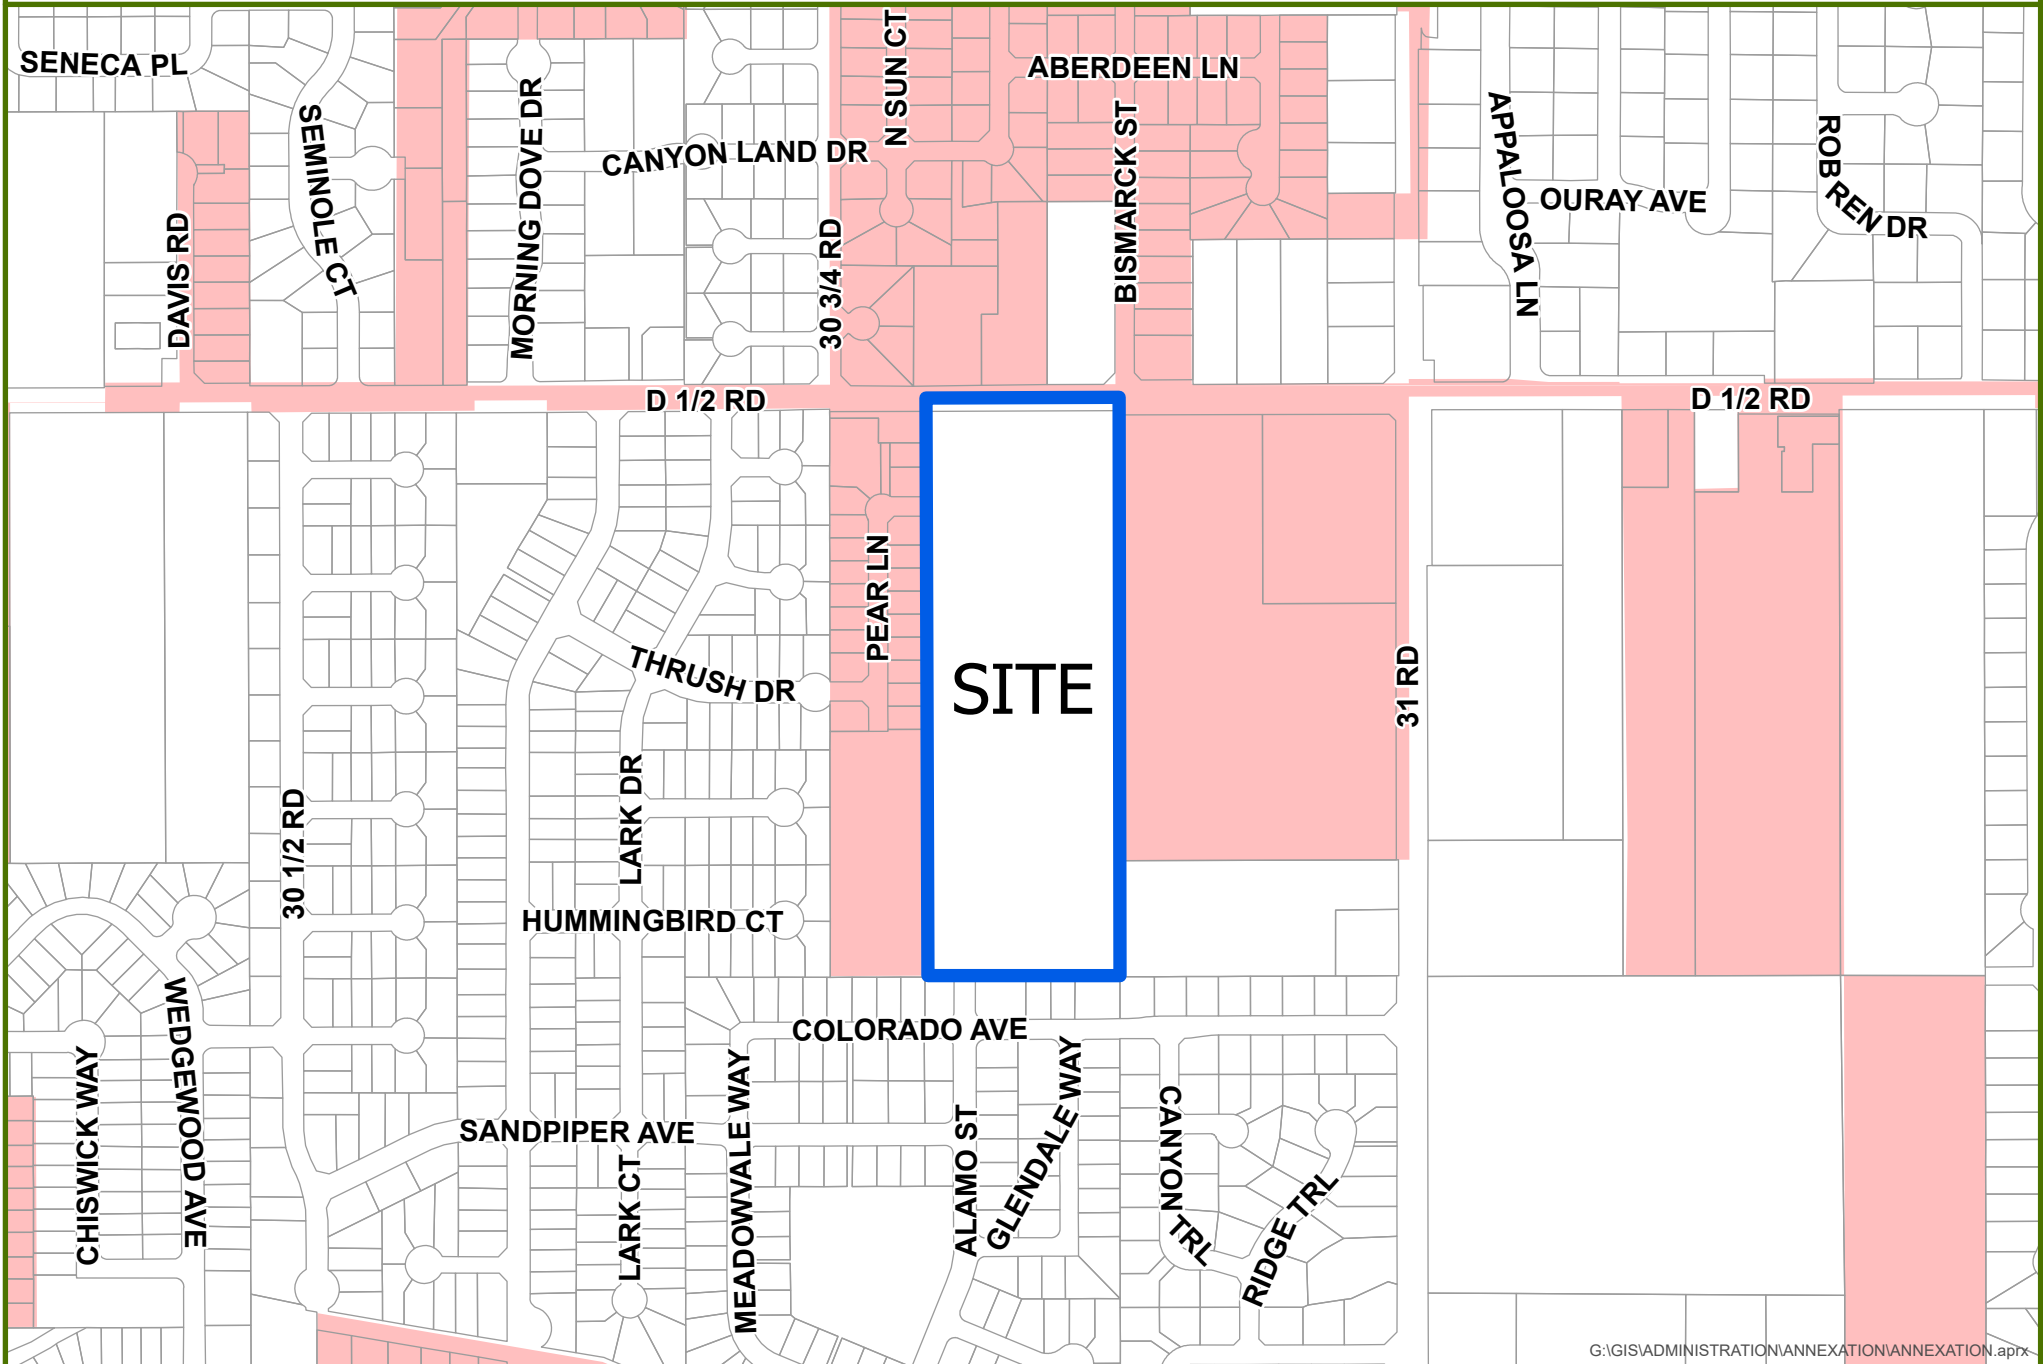 SENECA PL
N SUN CT
ABERDEEN LN
SEMINOLE CT
MORNING DOVE DR
CANYON LAND DR
BISMARCK ST
APPALOOSA LN
OURAY AVE
ROB REN DR
DAVIS RD
30 3/4 RD
D 1/2 RD
D 1/2 RD
PEAR LN
THRUSH DR
SITE
31 RD
30 1/2 RD
LARK DR
HUMMINGBIRD CT
WEDGEWOOD AVE
COLORADO AVE
CHISWICK WAY
SANDPIPER AVE
MEADOWVALE WAY
LARK CT
ALAMO ST
GLENDALE WAY
CANYON TRL
RIDGE TRL
G:\GIS\ADMINISTRATION\ANNEXATION\ANNEXATION.aprx